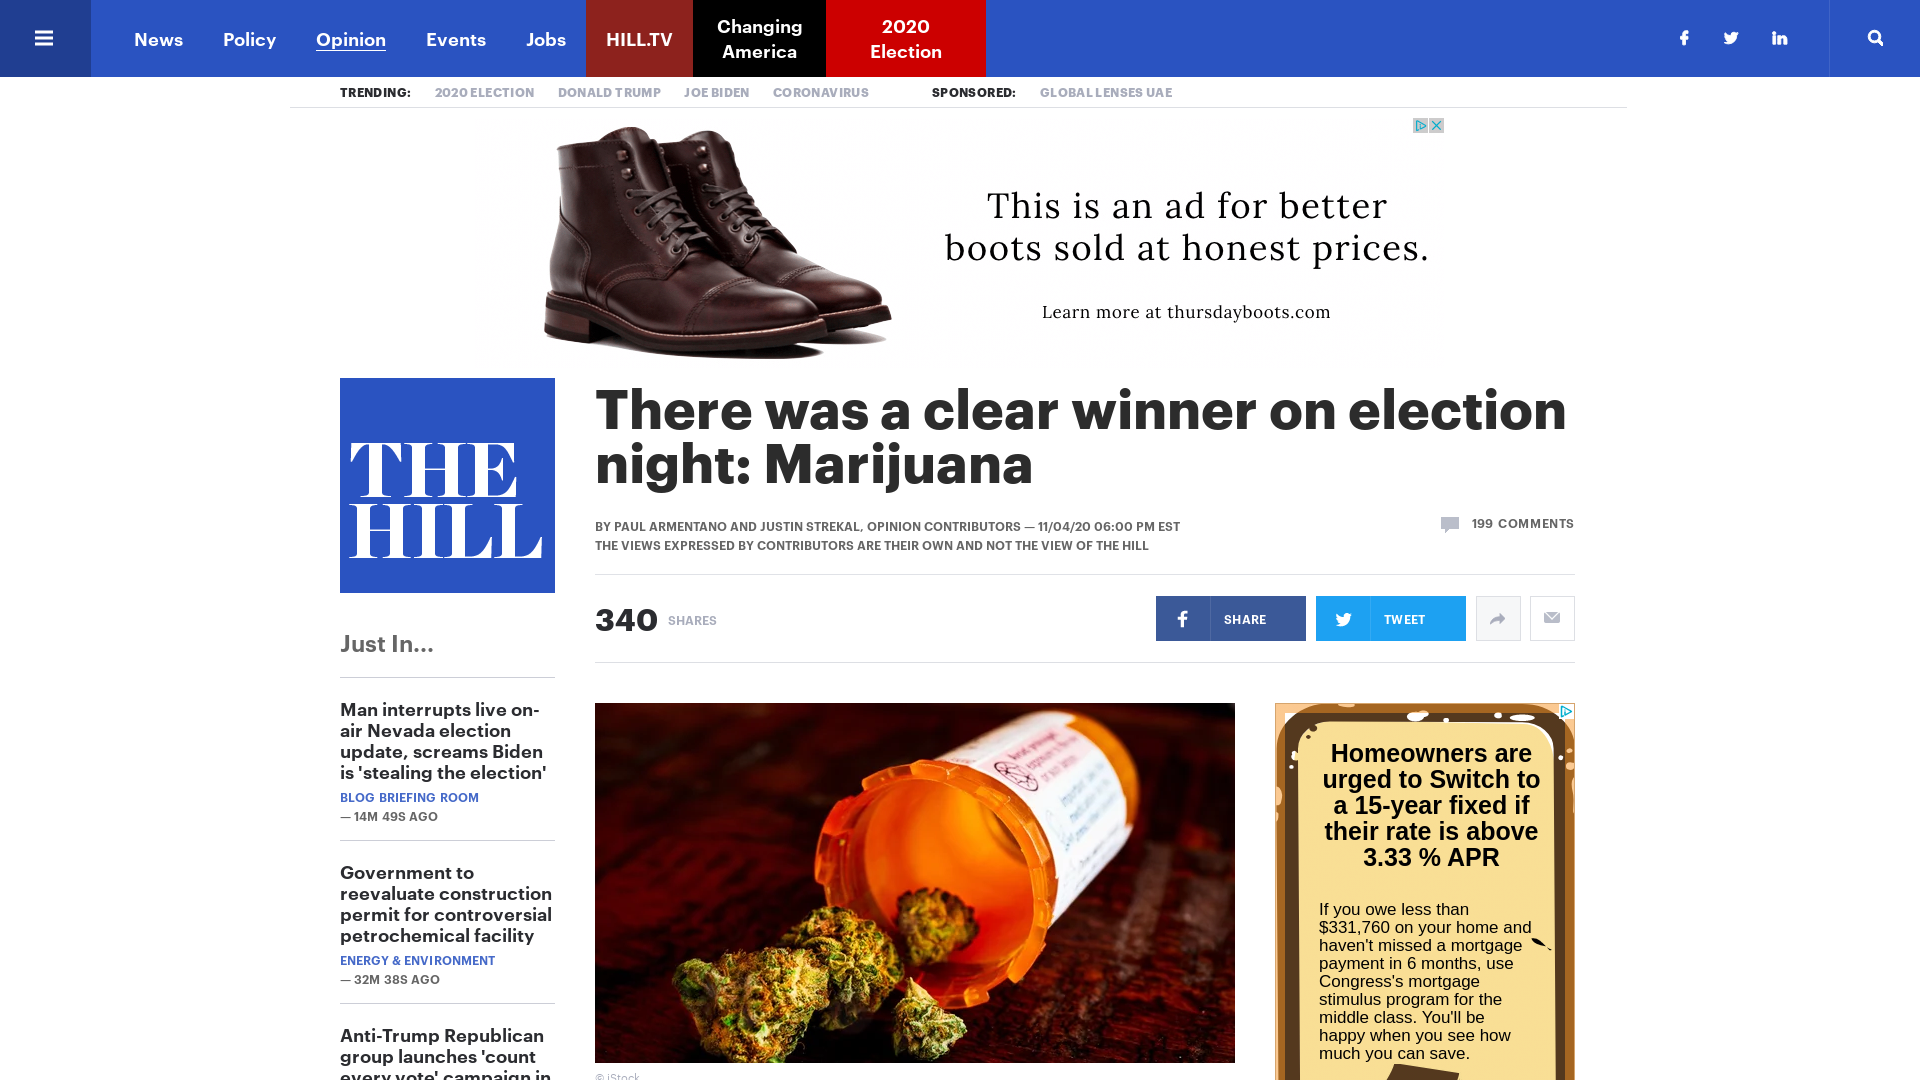 News
Policy
Opinion
Events
Jobs
HILL.TV
Changing
America
2020
Election
TRENDING:
2020 ELECTION
DONALD TRUMP
JOE BIDEN
CORONAVIRUS
SPONSORED:
GLOBAL LENSES UAE
This is an ad for better
boots sold at honest prices.
Learn more at thursdayboots.com
THE
HILL
There was a clear winner on election
night: Marijuana
BY PAUL ARMENTANO AND JUSTIN STREKAL, OPINION CONTRIBUTORS — 11/04/20 06:00 PM EST
THE VIEWS EXPRESSED BY CONTRIBUTORS ARE THEIR OWN AND NOT THE VIEW OF THE HILL
199 COMMENTS
340 SHARES
SHARE
TWEET
Just In...
Man interrupts live on-
air Nevada election
update, screams Biden
is 'stealing the election'
BLOG BRIEFING ROOM
— 14M 49S AGO
Government to
reevaluate construction
permit for controversial
petrochemical facility
ENERGY & ENVIRONMENT
— 32M 38S AGO
Anti-Trump Republican
group launches 'count
every vote' campaign in
© iStock
Homeowners are
urged to Switch to
a 15-year fixed if
their rate is above
3.33 % APR
If you owe less than
$331,760 on your home and
haven't missed a mortgage
payment in 6 months, use
Congress's mortgage
stimulus program for the
middle class. You'll be
happy when you see how
much you can save.